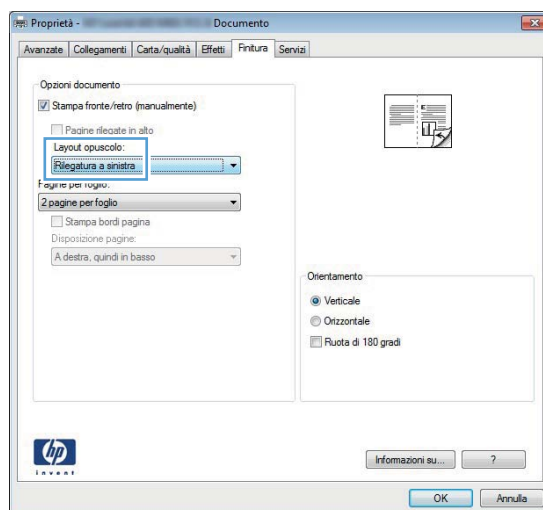 Proprietà - Documento
Avanzate Collegamenti Carta/qualità Effetti Finitura Servizi
Opzioni documento
Stampa fronte/retro (manualmente)
Pagine rilegate in alto
Layout opuscolo:
Rilegatura a sinistra
Pagine per foglio:
2 pagine per foglio
Stampa bordi pagina
Disposizione pagine:
A destra, quindi in basso
Orientamento
Verticale
Orizzontale
Ruota di 180 gradi
hp
invent
Informazioni su... ?
OK Annulla